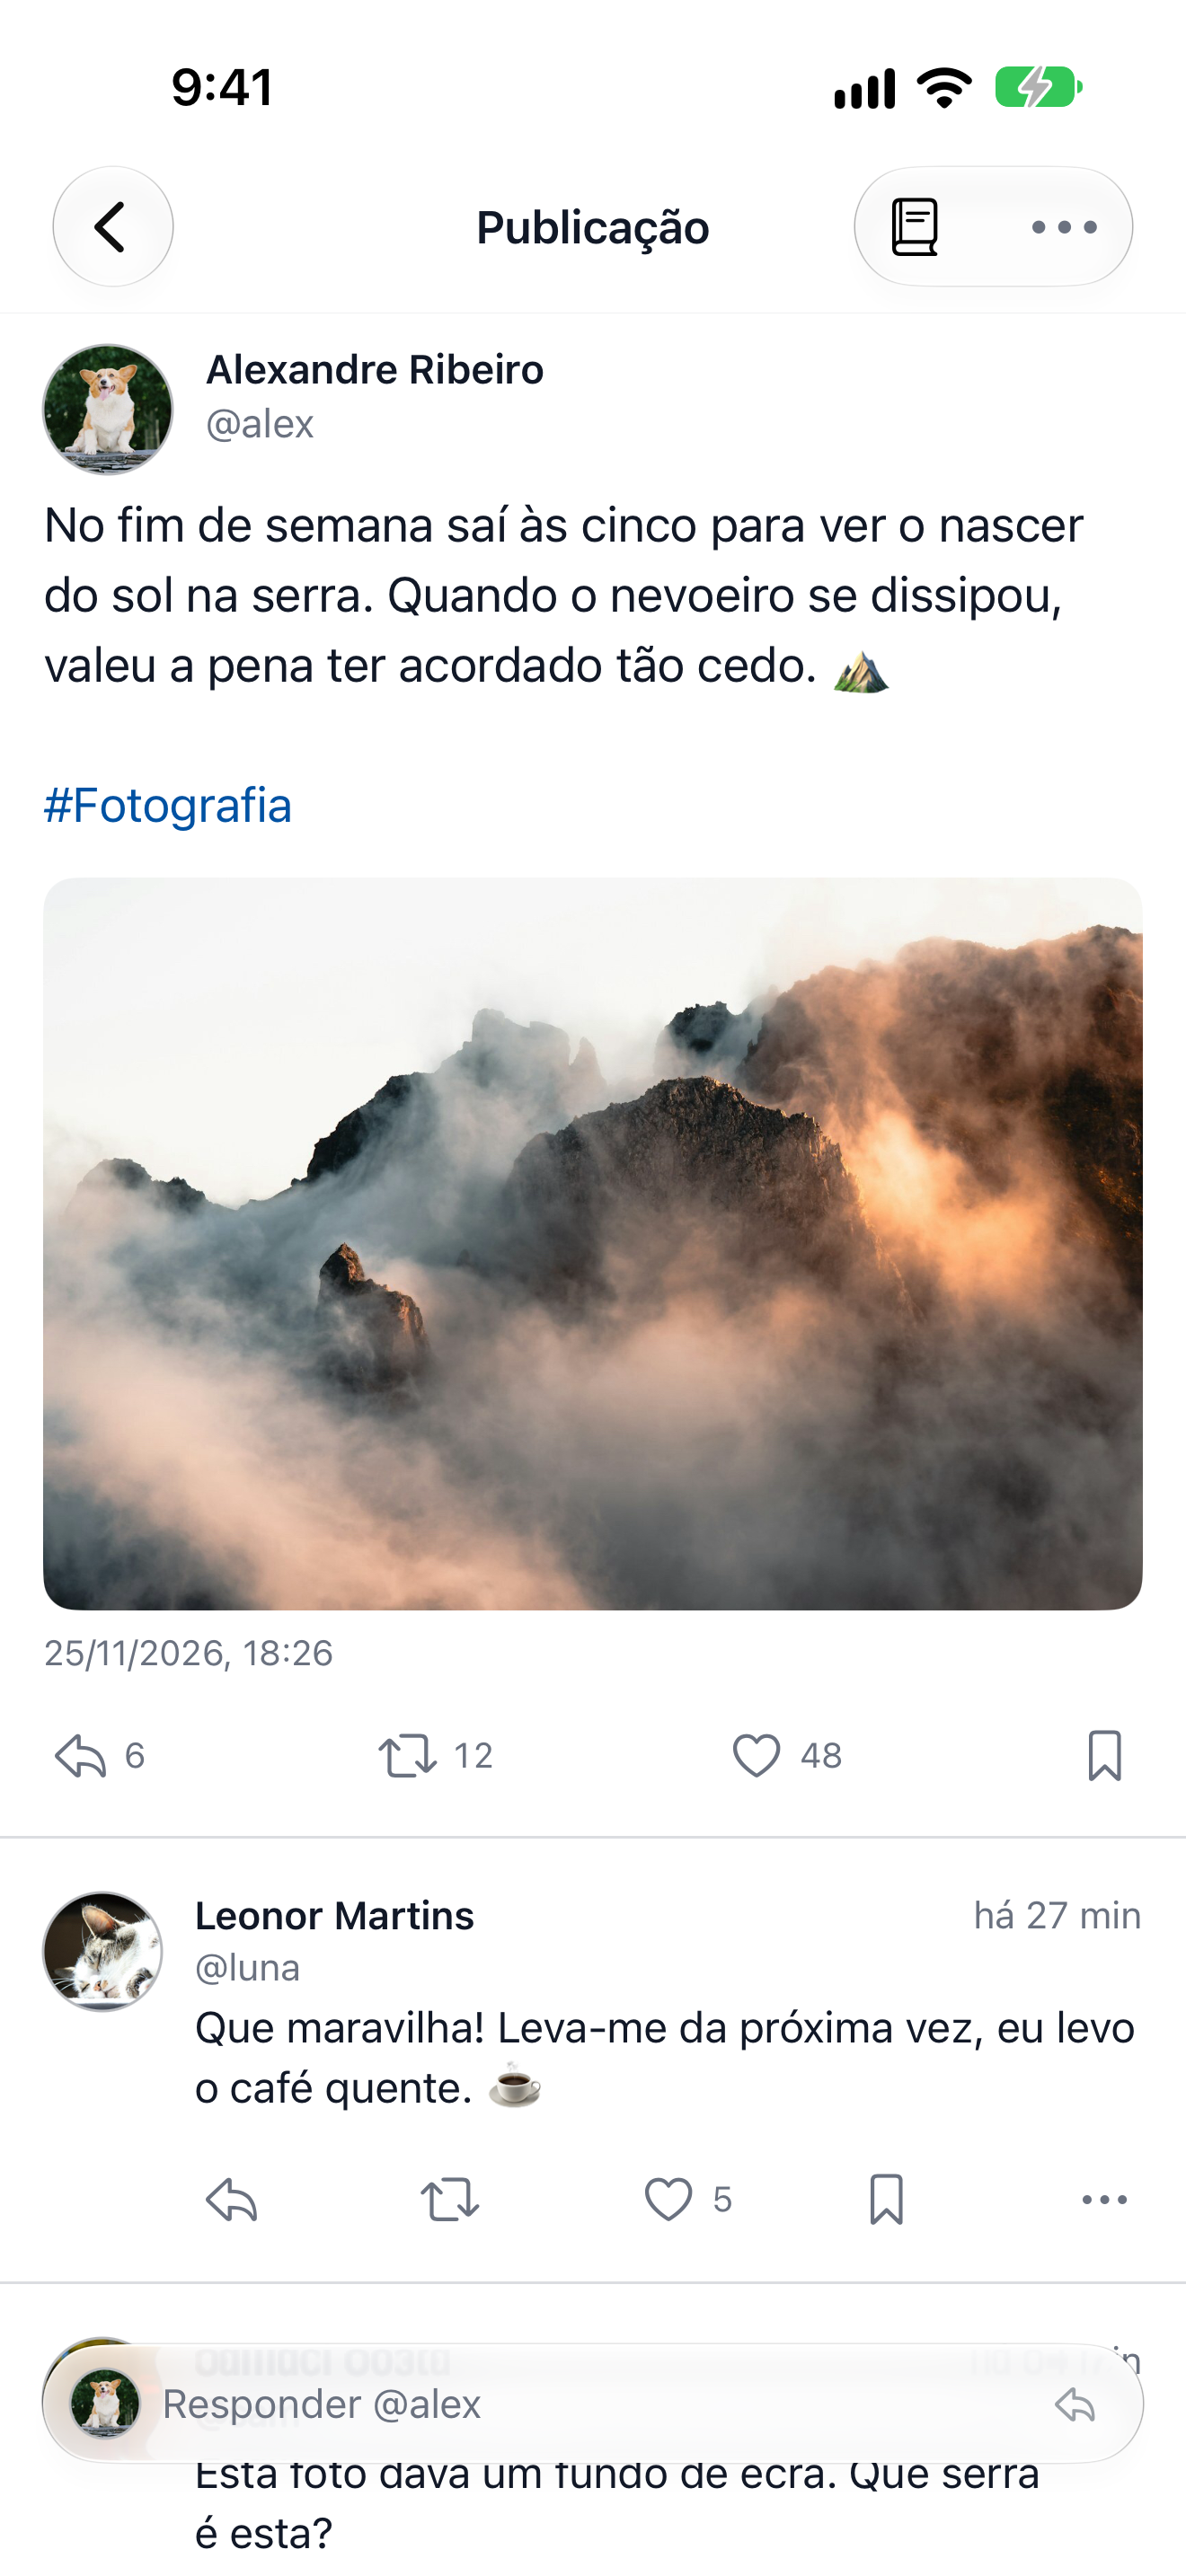 9:41
Publicação
Alexandre Ribeiro
@alex
No fim de semana saí às cinco para ver o nascer
do sol na serra. Quando o nevoeiro se dissipou,
valeu a pena ter acordado tão cedo. ⛰️
#Fotografia
25/11/2026, 18:26
6
12
48
Leonor Martins
há 27 min
@luna
Que maravilha! Leva-me da próxima vez, eu levo
o café quente. ☕
5
Responder @alex
Esta foto dava um fundo de ecrã. Que serra
é esta?